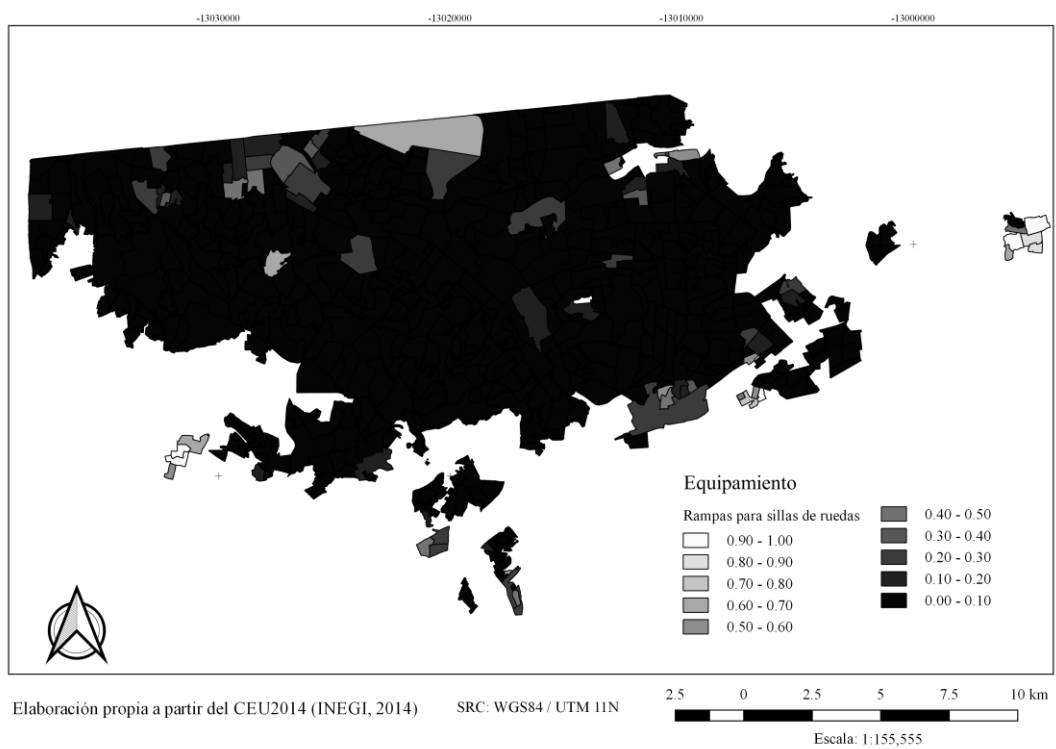 -13030000 -13020000 -13010000 -13000000
Equipamiento
Rampas para sillas de ruedas
0.90 - 1.00
0.80 - 0.90
0.70 - 0.80
0.60 - 0.70
0.50 - 0.60
0.40 - 0.50
0.30 - 0.40
0.20 - 0.30
0.10 - 0.20
0.00 - 0.10
Elaboración propia a partir del CEU2014 (INEGI, 2014)
SRC: WGS84 / UTM 11N
2.5 0 2.5 5 7.5 10 km
Escala: 1:155,555